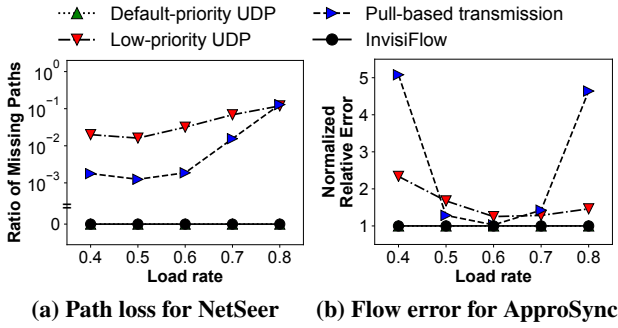 Default-priority UDP
Pull-based transmission
Low-priority UDP
InvisiFlow
Ratio of Missing Paths
10^0
10^-1
10^-2
10^-3
0
0.4 0.5 0.6 0.7 0.8
Load rate
(a) Path loss for NetSeer
Normalized
Relative Error
5
4
3
2
1
0.4 0.5 0.6 0.7 0.8
Load rate
(b) Flow error for ApproSync